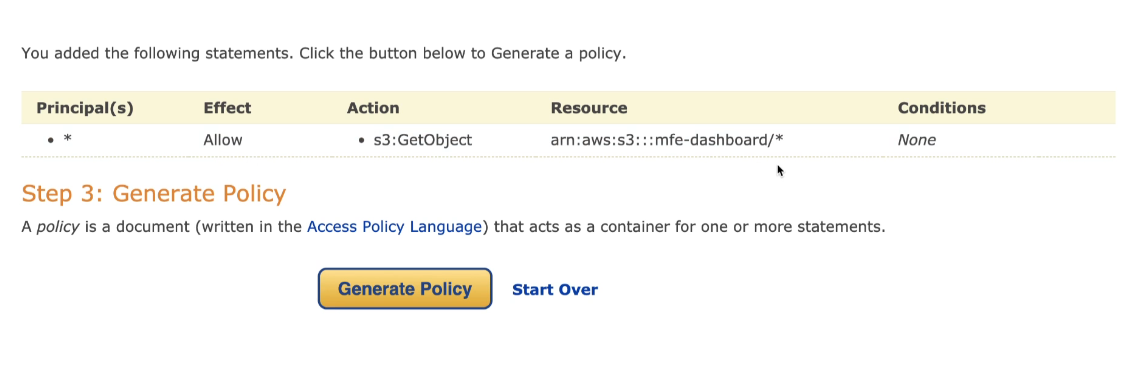 You added the following statements. Click the button below to Generate a policy.
Principal(s) Effect Action Resource Conditions
• * Allow • s3:GetObject arn:aws:s3:::mfe-dashboard/* None
Step 3: Generate Policy
A policy is a document (written in the Access Policy Language) that acts as a container for one or more statements.
Generate Policy Start Over